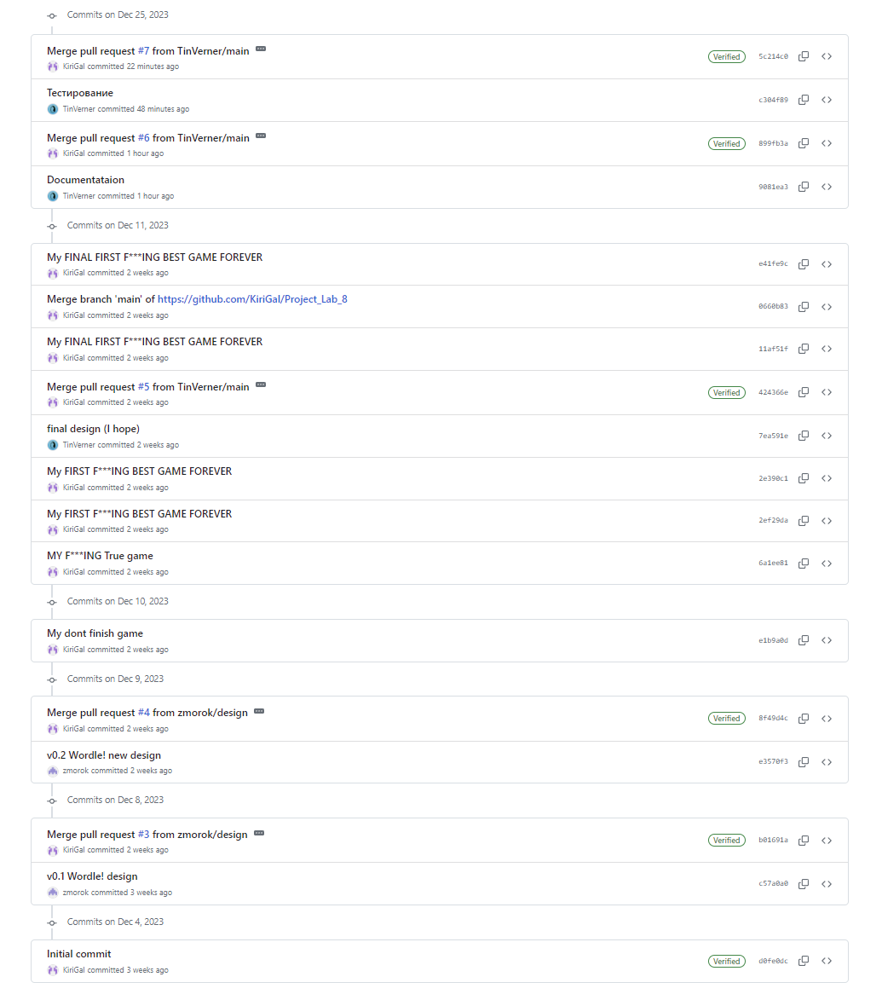 Commits on Dec 25, 2023
Merge pull request #7 from TinVerner/main
KiriGal committed 22 minutes ago
Verified
5c214c0
Тестирование
TinVerner committed 48 minutes ago
c304f89
Merge pull request #6 from TinVerner/main
KiriGal committed 1 hour ago
Verified
899fb3a
Documentataion
TinVerner committed 1 hour ago
9081ea3
Commits on Dec 11, 2023
My FINAL FIRST F***ING BEST GAME FOREVER
KiriGal committed 2 weeks ago
e41fe9c
Merge branch 'main' of https://github.com/KiriGal/Project_Lab_8
KiriGal committed 2 weeks ago
0660b83
My FINAL FIRST F***ING BEST GAME FOREVER
KiriGal committed 2 weeks ago
11af51f
Merge pull request #5 from TinVerner/main
KiriGal committed 2 weeks ago
Verified
424366e
final design (I hope)
TinVerner committed 2 weeks ago
7ea591e
My FIRST F***ING BEST GAME FOREVER
KiriGal committed 2 weeks ago
2e390c1
My FIRST F***ING BEST GAME FOREVER
KiriGal committed 2 weeks ago
2ef29da
MY F***ING True game
KiriGal committed 2 weeks ago
6a1ee81
Commits on Dec 10, 2023
My dont finish game
KiriGal committed 2 weeks ago
e1b9a0d
Commits on Dec 9, 2023
Merge pull request #4 from zmorok/design
KiriGal committed 2 weeks ago
Verified
8f49d4c
v0.2 Wordle! new design
zmorok committed 2 weeks ago
e3570f3
Commits on Dec 8, 2023
Merge pull request #3 from zmorok/design
KiriGal committed 2 weeks ago
Verified
b01691a
v0.1 Wordle! design
zmorok committed 3 weeks ago
c57a0a0
Commits on Dec 4, 2023
Initial commit
KiriGal committed 3 weeks ago
Verified
d0fe0dc